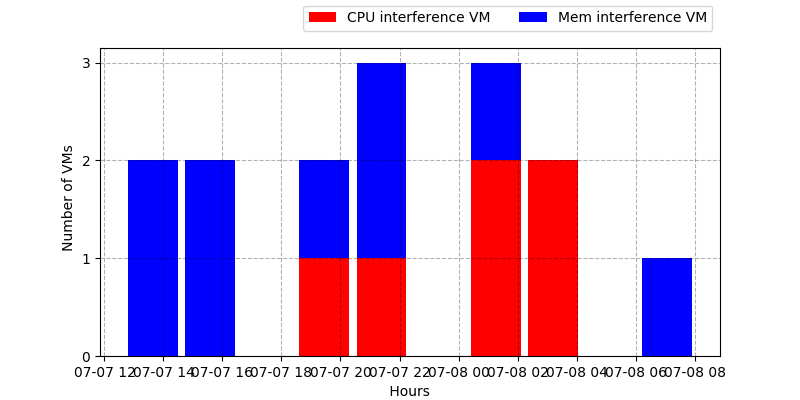 CPU interference VM Mem interference VM
3
2
1
0
Number of VMs
07-07 12 07-07 14 07-07 16 07-07 18 07-07 20 07-07 22 07-08 00 07-08 02 07-08 04 07-08 06 07-08 08
Hours